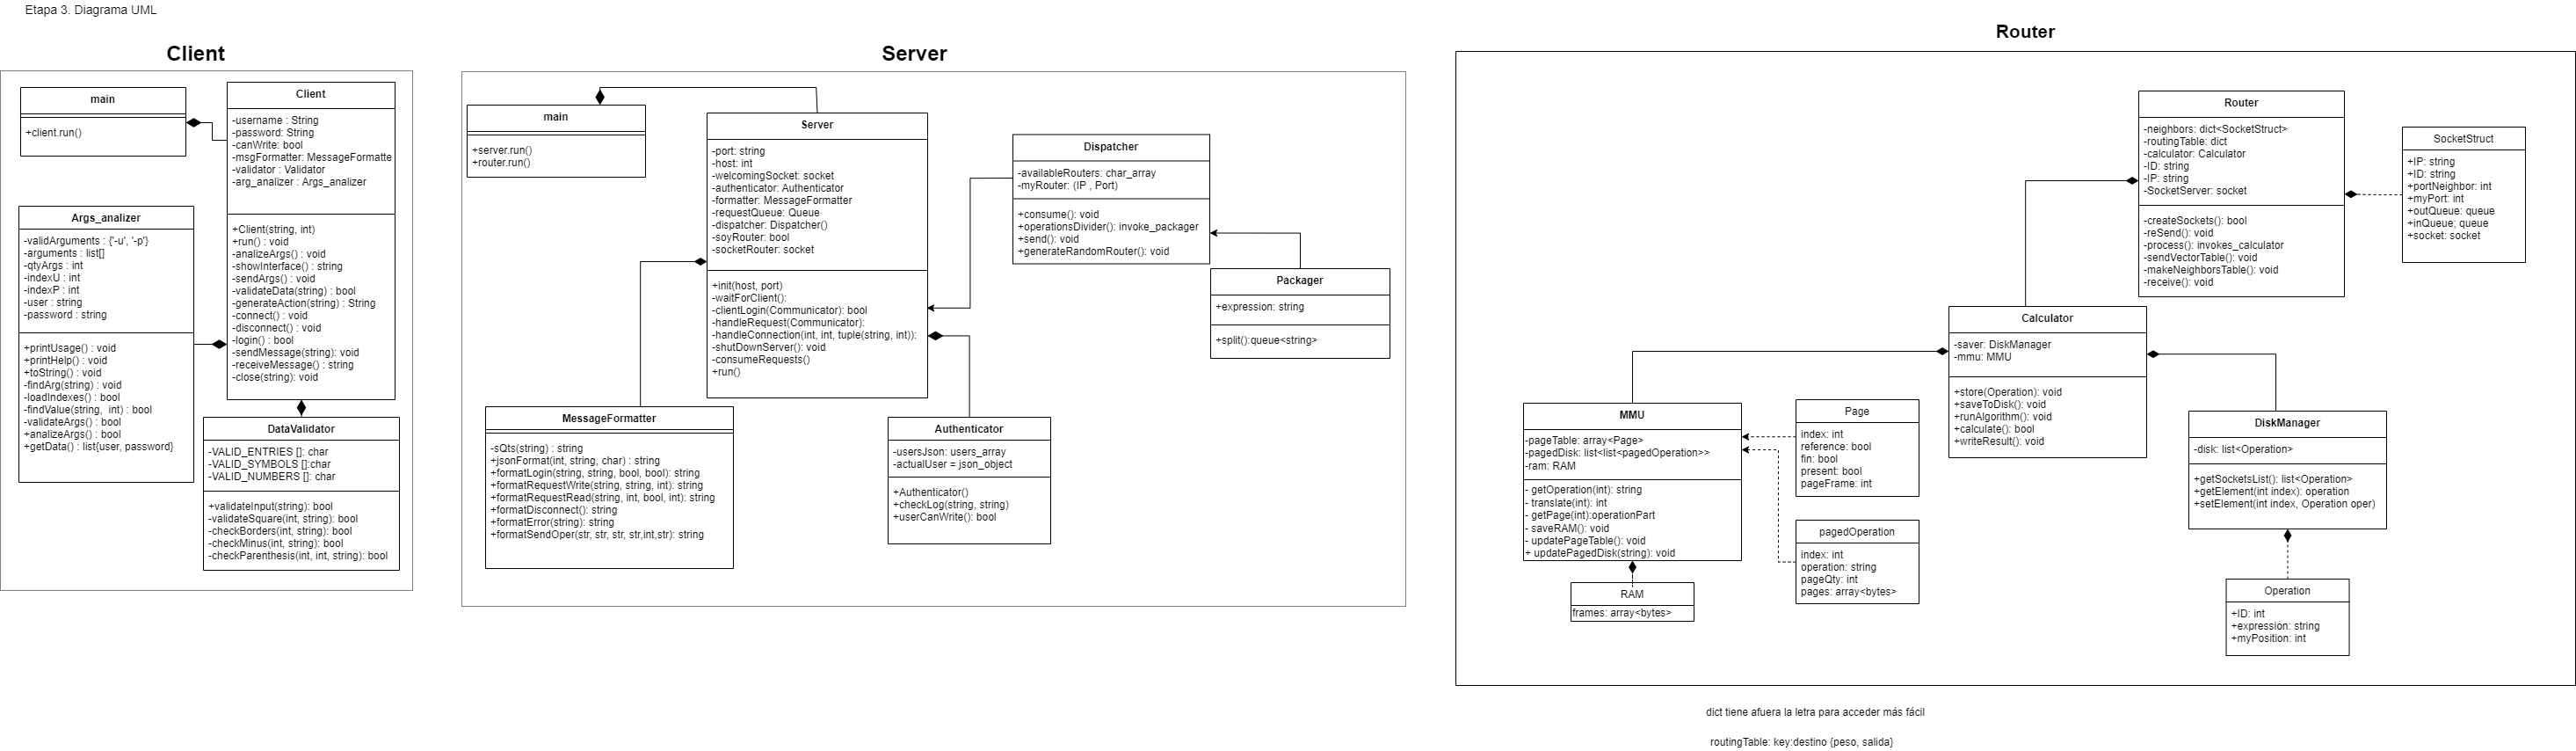 Etapa 3. Diagrama UML
Client
main
+client.run()
Client
-username : String
-password: String
-canWrite: bool
-msgFormatter: MessageFormatte
-validator : Validator
-arg_analizer : Args_analizer
+Client(string, int)
+run() : void
-analizeArgs() : void
-showInterface() : string
-sendArgs() : void
-validateData(string) : bool
-generateAction(string) : String
-connect() : void
-disconnect() : void
-login() : bool
-sendMessage(string): void
-receiveMessage() : string
-close(string): void
Args_analizer
-validArguments : {'-u', '-p'}
-arguments : list[]
-qtyArgs : int
-indexU : int
-indexP : int
-user : string
-password : string
+printUsage() : void
+printHelp() : void
+toString() : void
-findArg(string) : void
-loadIndexes() : bool
-findValue(string, int) : bool
-validateArgs() : bool
+analizeArgs() : bool
+getData() : list{user, password}
DataValidator
-VALID_ENTRIES []: char
-VALID_SYMBOLS []:char
-VALID_NUMBERS []: char
+validateInput(string): bool
-validateSquare(int, string): bool
-checkBorders(int, string): bool
-checkMinus(int, string): bool
-checkParenthesis(int, int, string): bool
Server
main
+server.run()
+router.run()
Server
-port: string
-host: int
-welcomingSocket: socket
-authenticator: Authenticator
-formatter: MessageFormatter
-requestQueue: Queue
-dispatcher: Dispatcher()
-soyRouter: bool
-socketRouter: socket
+init(host, port)
-waitForClient():
-clientLogin(Communicator): bool
-handleRequest(Communicator):
-handleConnection(int, int, tuple(string, int)):
-shutDownServer(): void
-consumeRequests()
+run()
Dispatcher
-availableRouters: char_array
-myRouter: (IP , Port)
+consume(): void
+operationsDivider(): invoke_packager
+send(): void
+generateRandomRouter(): void
Packager
+expression: string
+split():queue<string>
MessageFormatter
-sQts(string) : string
+jsonFormat(int, string, char) : string
+formatLogin(string, string, bool, bool): string
+formatRequestWrite(string, string, int): string
+formatRequestRead(string, int, bool, int): string
+formatDisconnect(): string
+formatError(string): string
+formatSendOper(str, str, str, str,int,str): string
Authenticator
-usersJson: users_array
-actualUser = json_object
+Authenticator()
+checkLog(string, string)
+userCanWrite(): bool
Router
Router
-neighbors: dict<SocketStruct>
-routingTable: dict
-calculator: Calculator
-ID: string
-IP: string
-SocketServer: socket
-createSockets(): bool
-reSend(): void
-process(): invokes_calculator
-sendVectorTable(): void
-makeNeighborsTable(): void
-receive(): void
SocketStruct
+IP: string
+ID: string
+portNeighbor: int
+myPort: int
+outQueue: queue
+inQueue; queue
+socket: socket
Calculator
-saver: DiskManager
-mmu: MMU
+store(Operation): void
+saveToDisk(): void
+runAlgorithm(): void
+calculate(): bool
+writeResult(): void
MMU
-pageTable: array<Page>
-pagedDisk: list<list<pagedOperation>>
-ram: RAM
- getOperation(int): string
- translate(int): int
- getPage(int):operationPart
- saveRAM(): void
- updatePageTable(): void
+ updatePagedDisk(string): void
Page
index: int
reference: bool
fin: bool
present: bool
pageFrame: int
pagedOperation
index: int
operation: string
pageQty: int
pages: array<bytes>
RAM
frames: array<bytes>
DiskManager
-disk: list<Operation>
+getSocketsList(): list<Operation>
+getElement(int index): operation
+setElement(int index, Operation oper)
Operation
+ID: int
+expression: string
+myPosition: int
dict tiene afuera la letra para acceder más fácil
routingTable: key:destino {peso, salida}